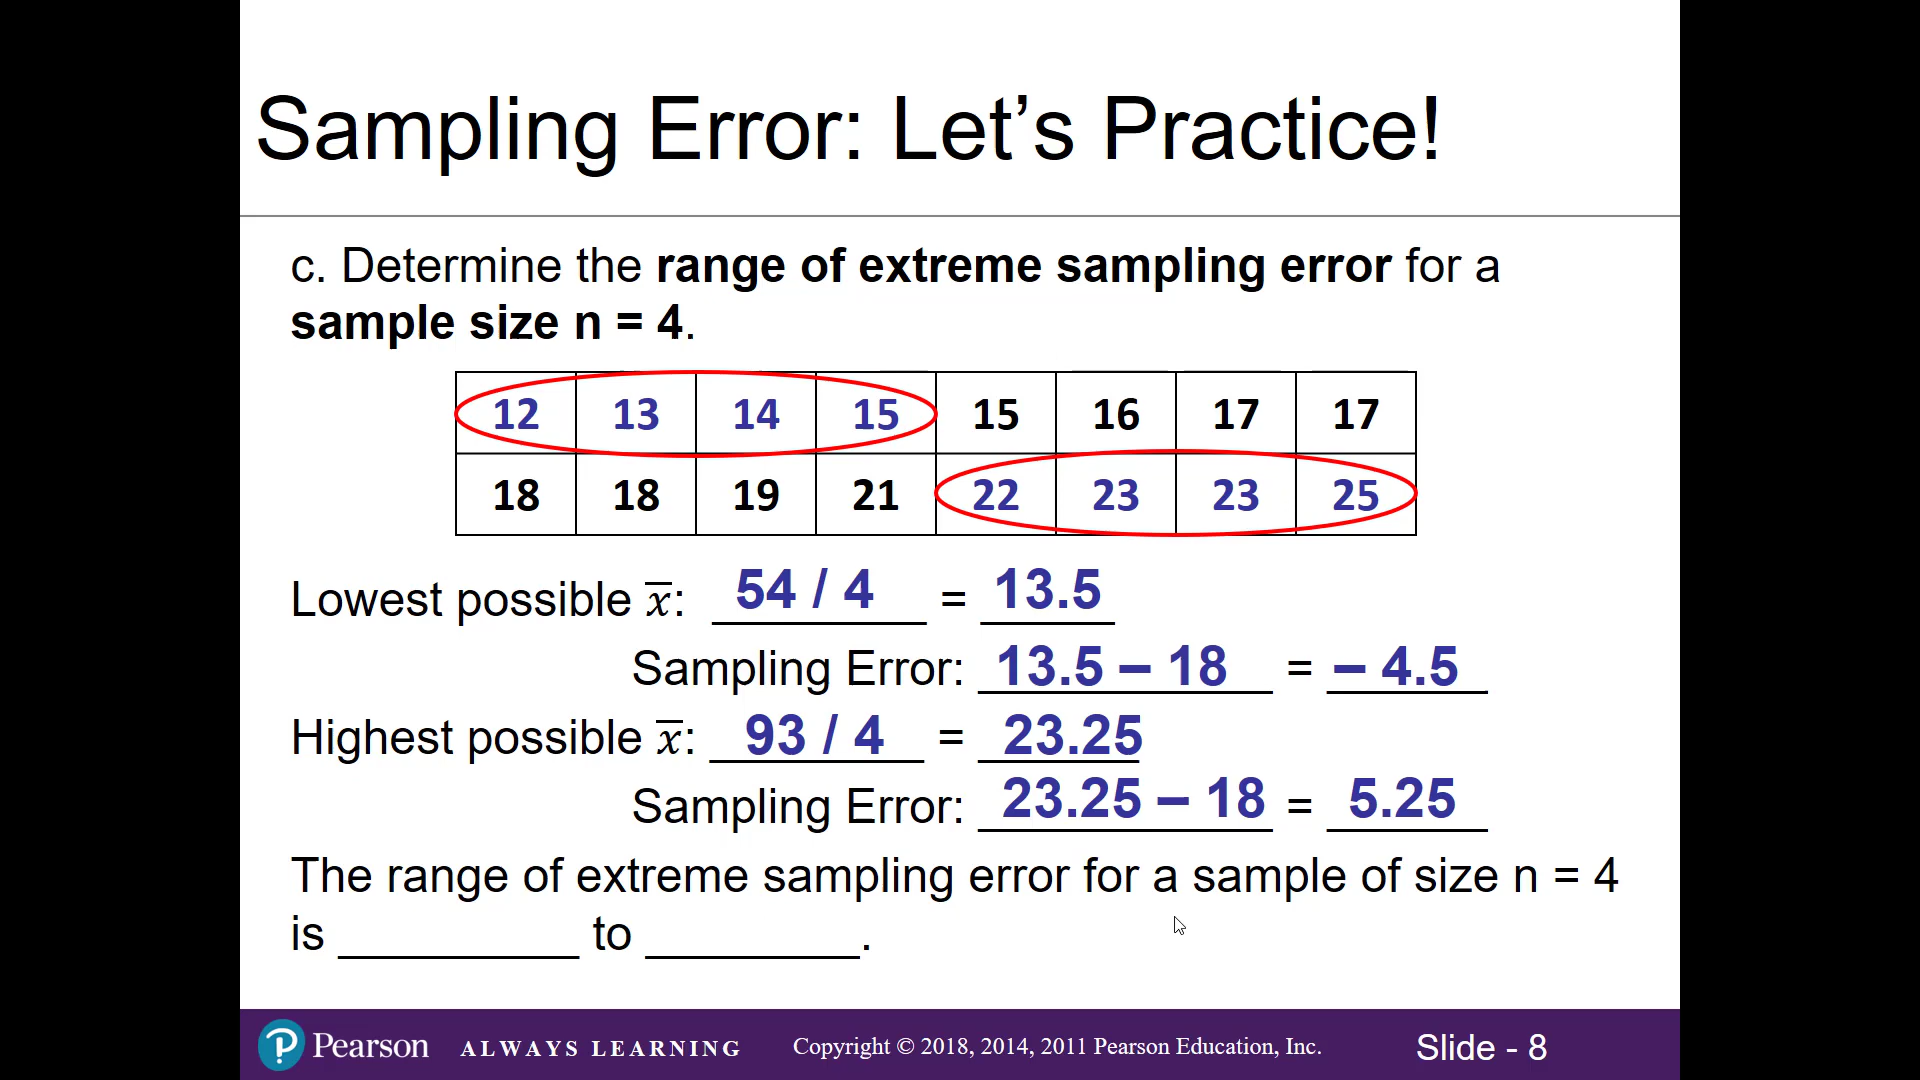 Sampling Error: Let’s Practice!
c. Determine the range of extreme sampling error for a
sample size n = 4.
12 13 14 15 15 16 17 17
18 18 19 21 22 23 23 25
Lowest possible x̅: 54 / 4 = 13.5
Sampling Error: 13.5 – 18 = – 4.5
Highest possible x̅: 93 / 4 = 23.25
Sampling Error: 23.25 – 18 = 5.25
The range of extreme sampling error for a sample of size n = 4
is _________ to ________.
Pearson ALWAYS LEARNING Copyright © 2018, 2014, 2011 Pearson Education, Inc. Slide - 8